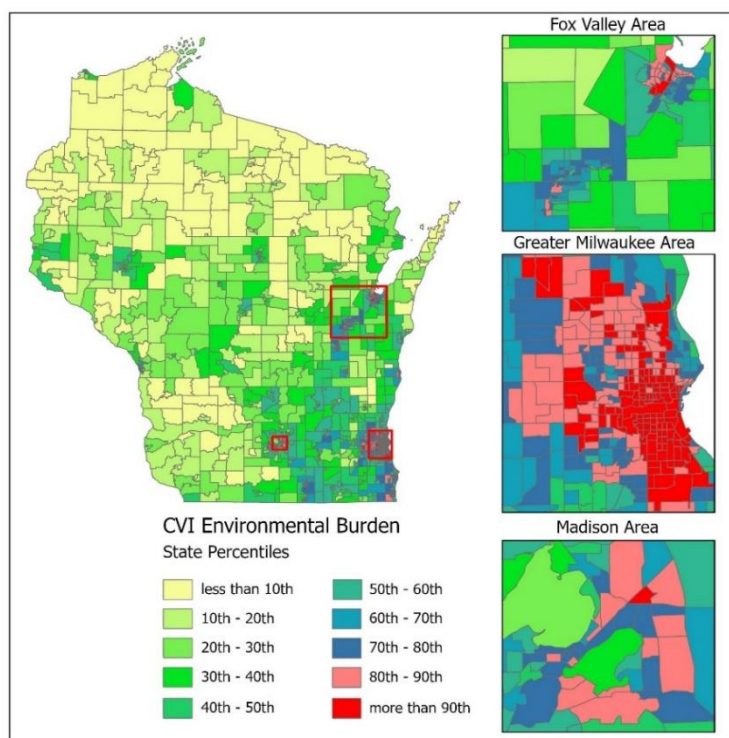 Fox Valley Area
Greater Milwaukee Area
Madison Area
CVI Environmental Burden
State Percentiles
less than 10th
10th - 20th
20th - 30th
30th - 40th
40th - 50th
50th - 60th
60th - 70th
70th - 80th
80th - 90th
more than 90th